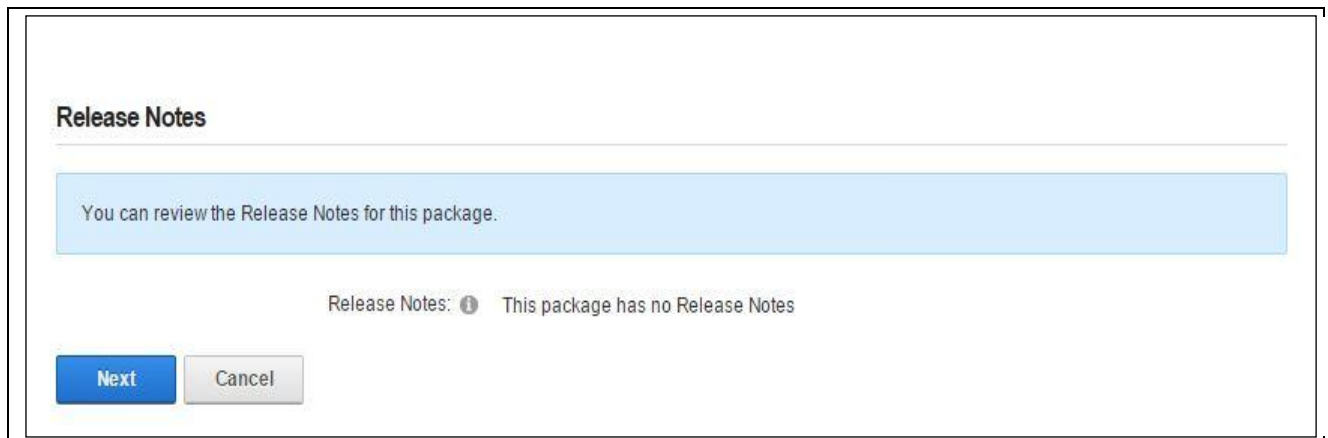 Release Notes
You can review the Release Notes for this package.
Release Notes: This package has no Release Notes
Next Cancel